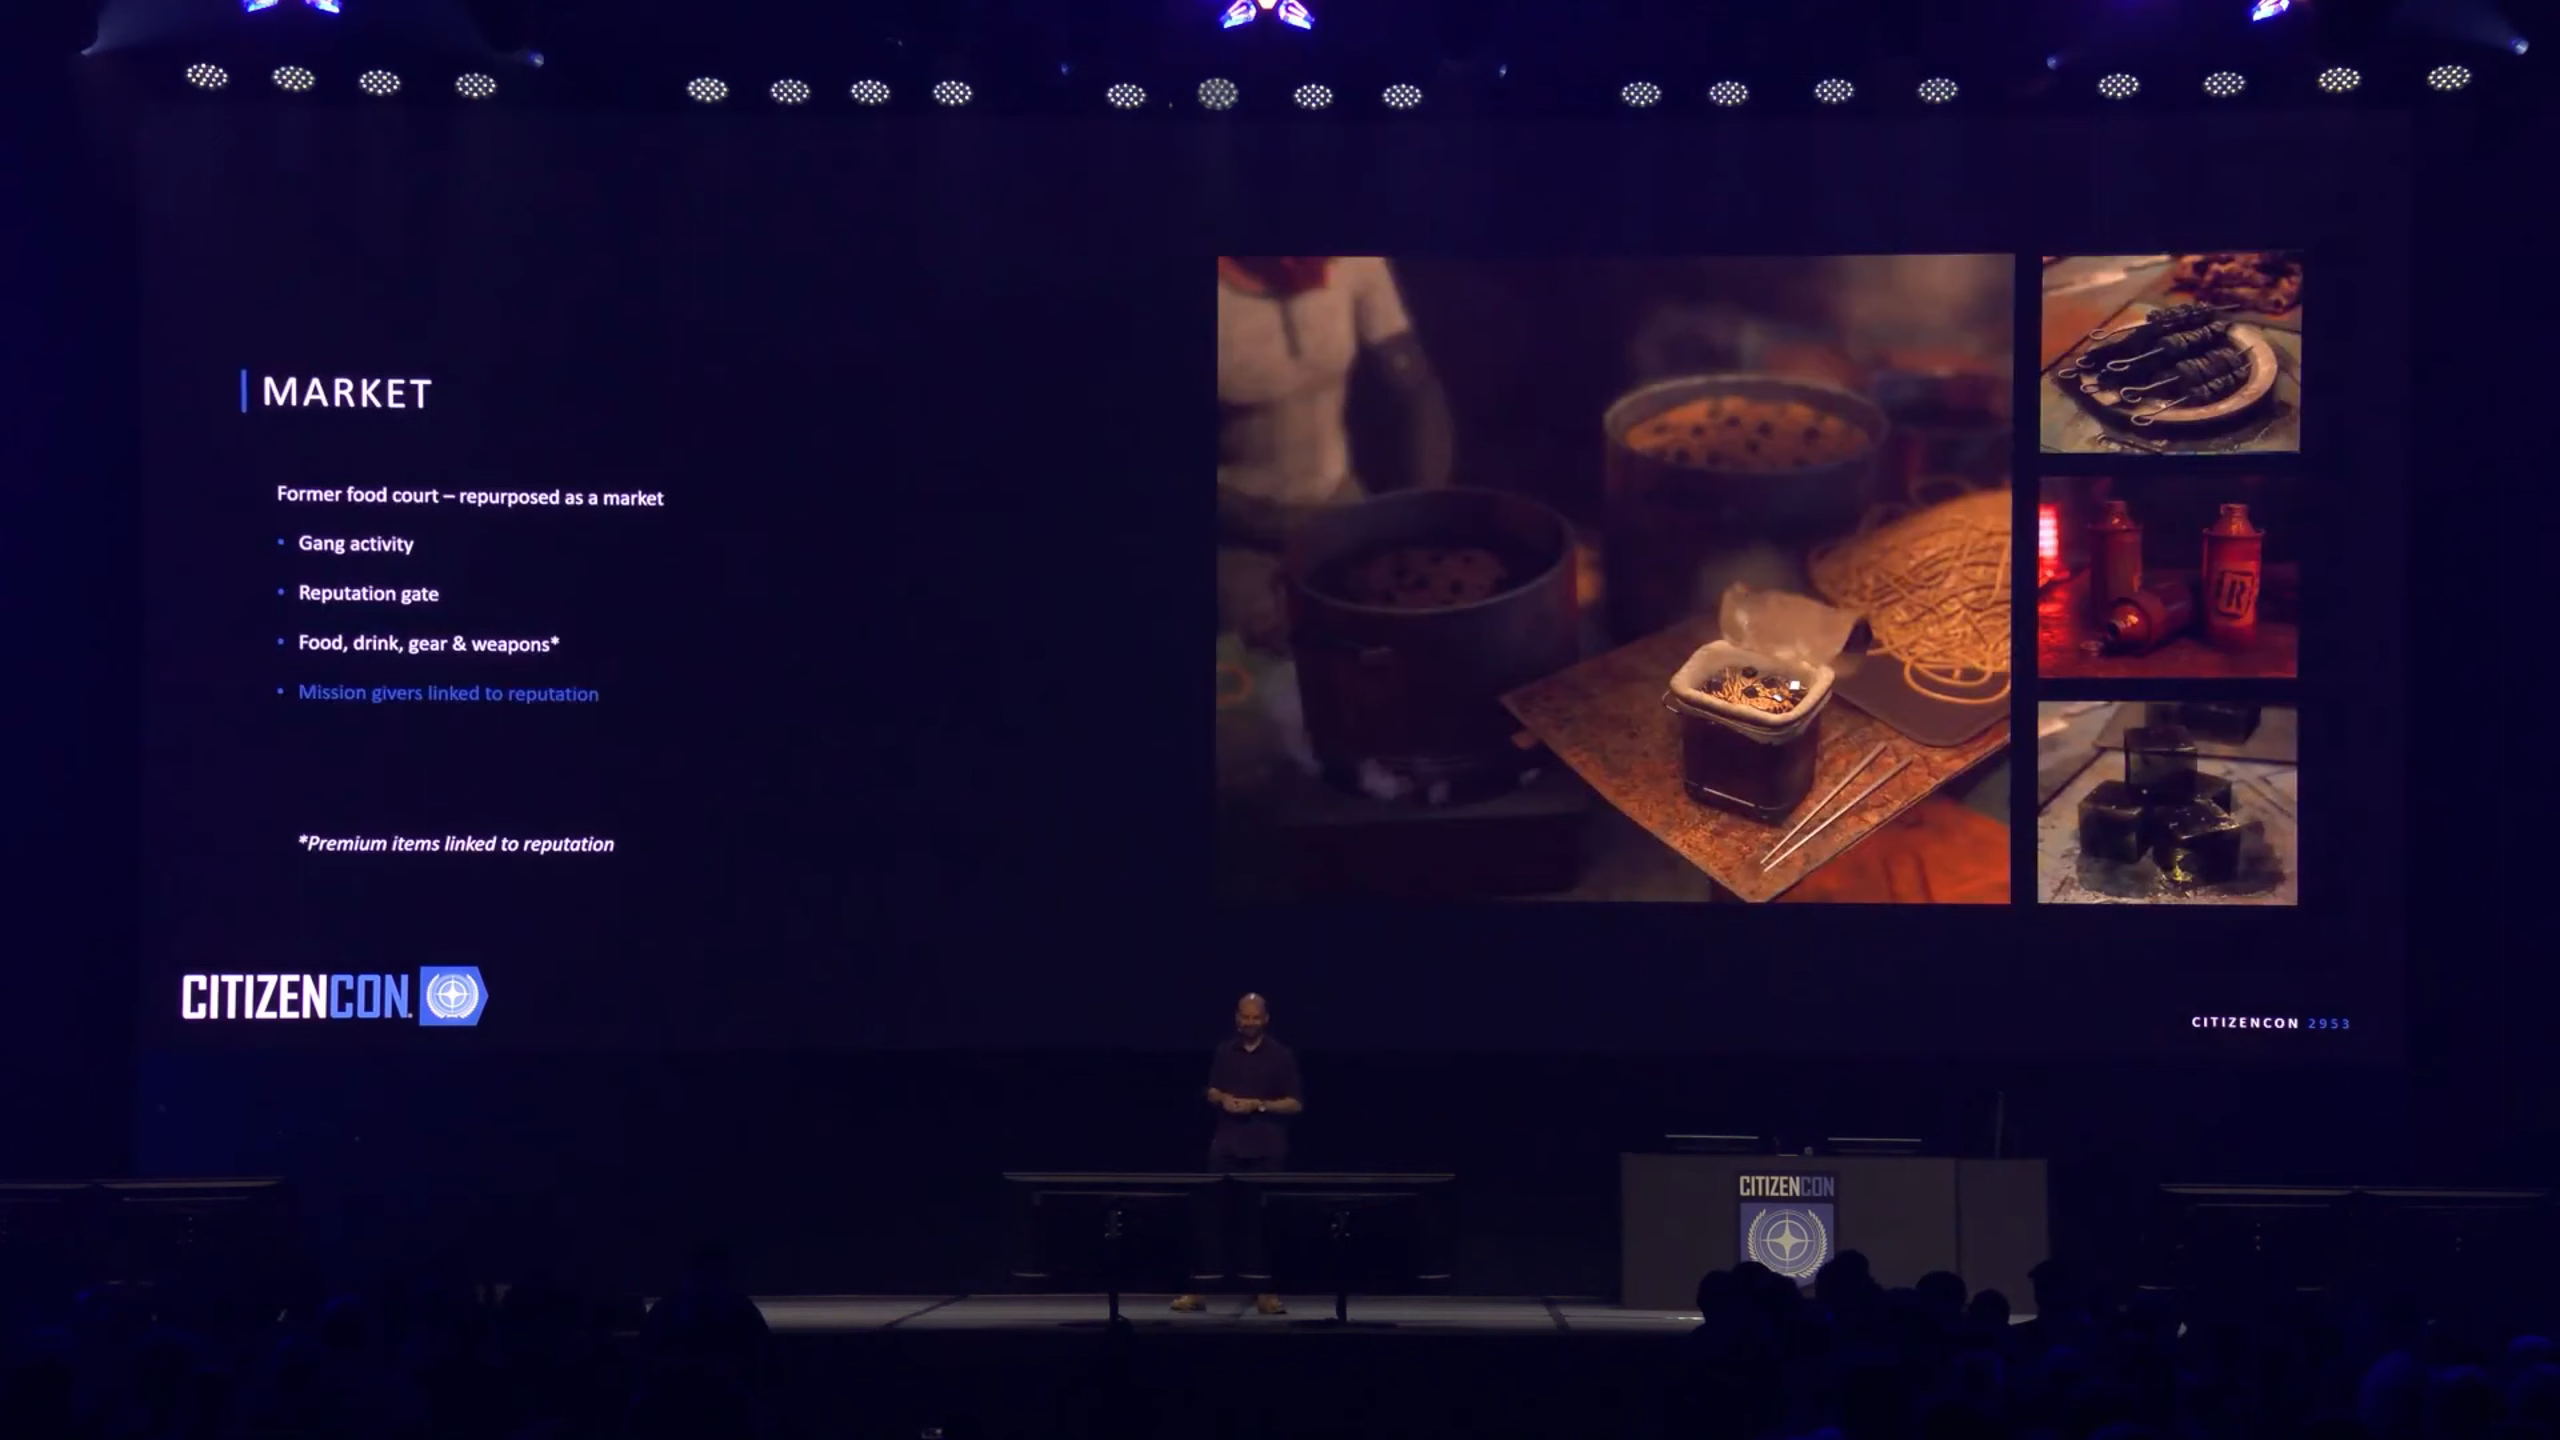 MARKET
Former food court – repurposed as a market
• Gang activity
• Reputation gate
• Food, drink, gear & weapons*
• Mission givers linked to reputation
*Premium items linked to reputation
CITIZENCON.
CITIZENCON 2953
CITIZENCON
R